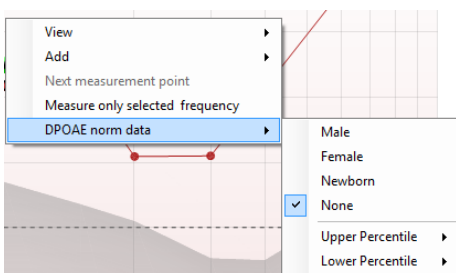 View
Add
Next measurement point
Measure only selected frequency
DPOAE norm data
Male
Female
Newborn
None
Upper Percentile
Lower Percentile